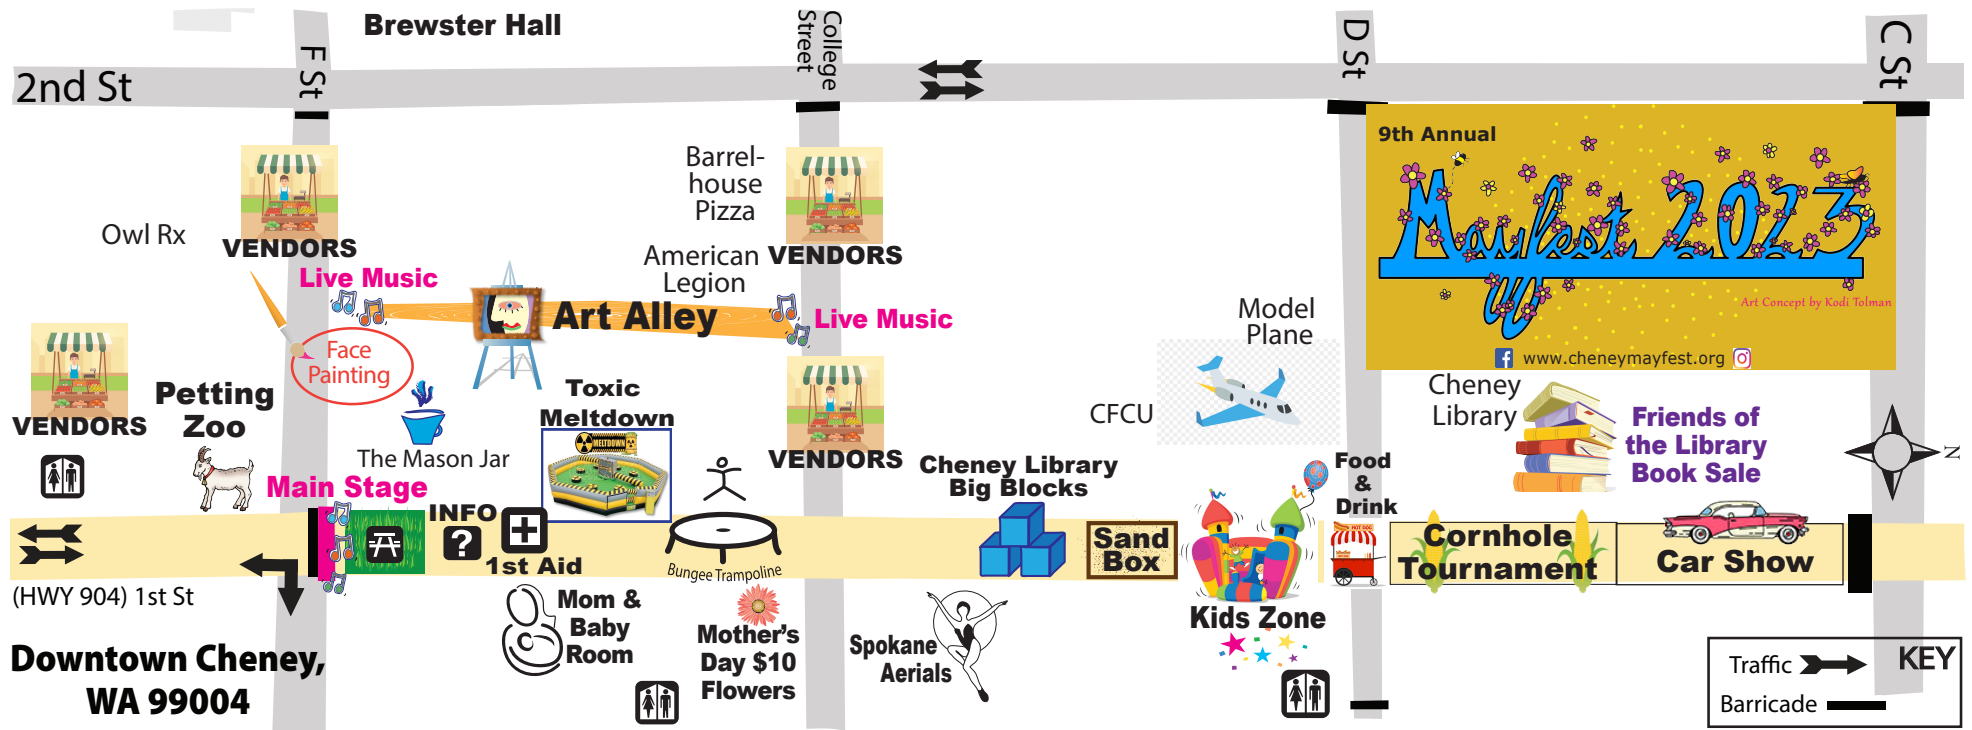 Brewster Hall
2nd St
F St
College
Street
D St
C St
9th Annual
Mayfest 2023
Art Concept by Kodi Tolman
www.cheneymayfest.org
Owl Rx
VENDORS
Live Music
Barrel-
house
Pizza
American
Legion
VENDORS
Art Alley
Live Music
Face
Painting
VENDORS
Petting
Zoo
The Mason Jar
Toxic
Meltdown
MELTDOWN
VENDORS
Model
Plane
CFCU
Cheney
Library
Friends of
the Library
Book Sale
N
Main Stage
INFO
?
1st Aid
Bungee Trampoline
Cheney Library
Big Blocks
Sand
Box
Kids Zone
Food
&
Drink
HOT DOG
Cornhole
Tournament
Car Show
(HWY 904) 1st St
Downtown Cheney,
WA 99004
Mom &
Baby
Room
Mother's
Day $10
Flowers
Spokane
Aerials
KEY
Traffic
Barricade